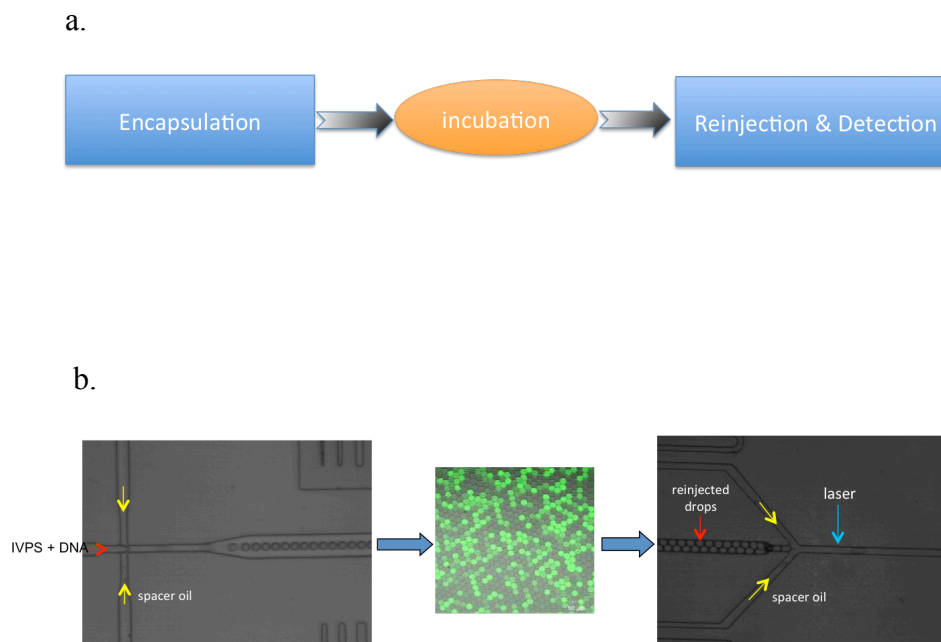 a.
Encapsulation
incubation
Reinjection & Detection
b.
IVPS + DNA
spacer oil
reinjected
drops
laser
spacer oil